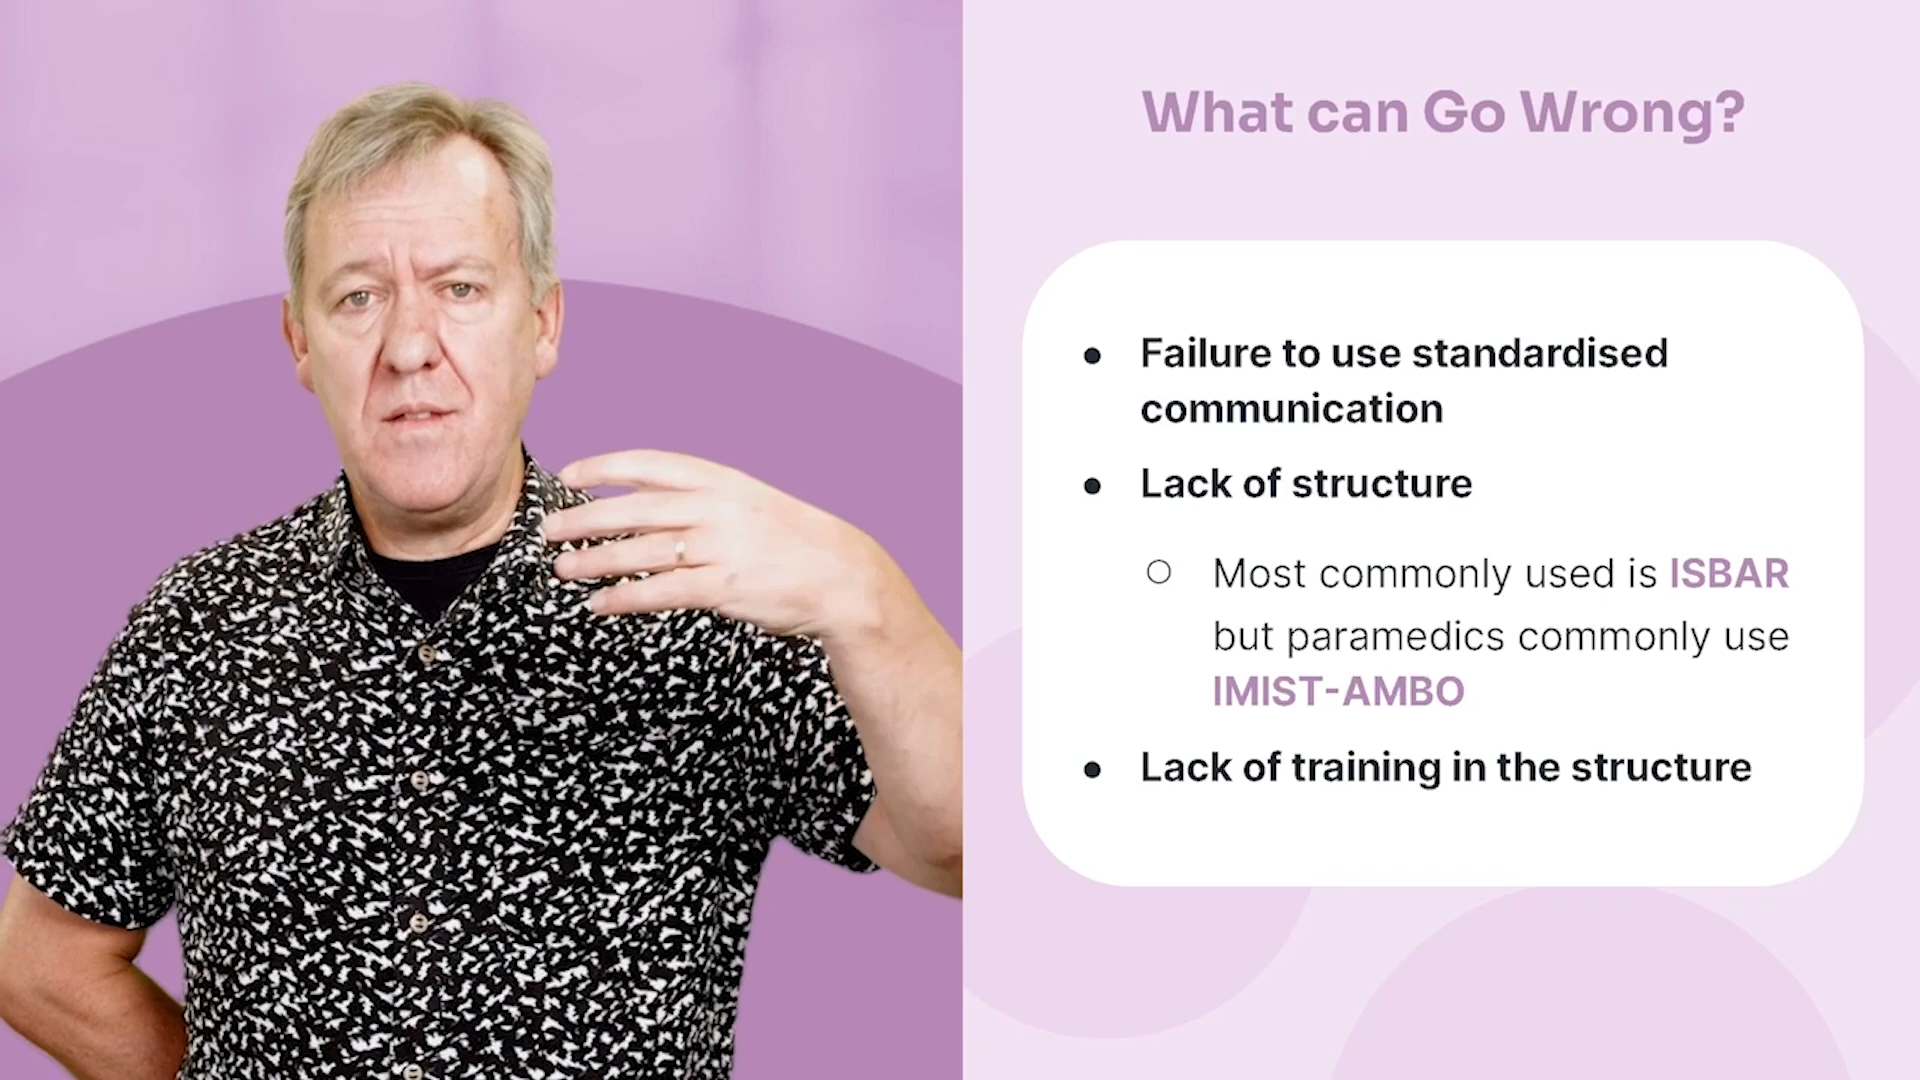 What can Go Wrong?
● Failure to use standardised
communication
● Lack of structure
○ Most commonly used is ISBAR
but paramedics commonly use
IMIST-AMBO
● Lack of training in the structure